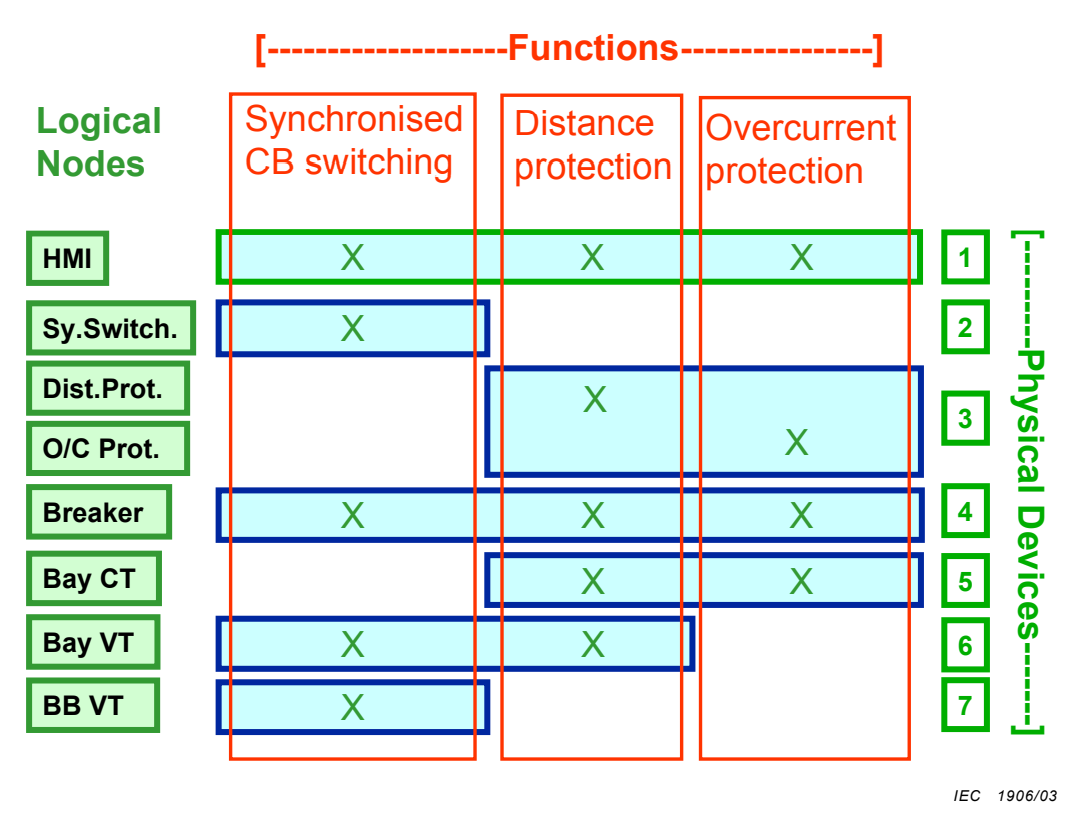 [--------------------Functions----------------]
Logical
Nodes
Synchronised
CB switching
Distance
protection
Overcurrent
protection
HMI X X X 1
Sy.Switch. X 2
Dist.Prot. X
O/C Prot. X 3
Breaker X X X 4
Bay CT X X 5
Bay VT X X 6
BB VT X 7
[----------Physical Devices-------]
IEC 1906/03